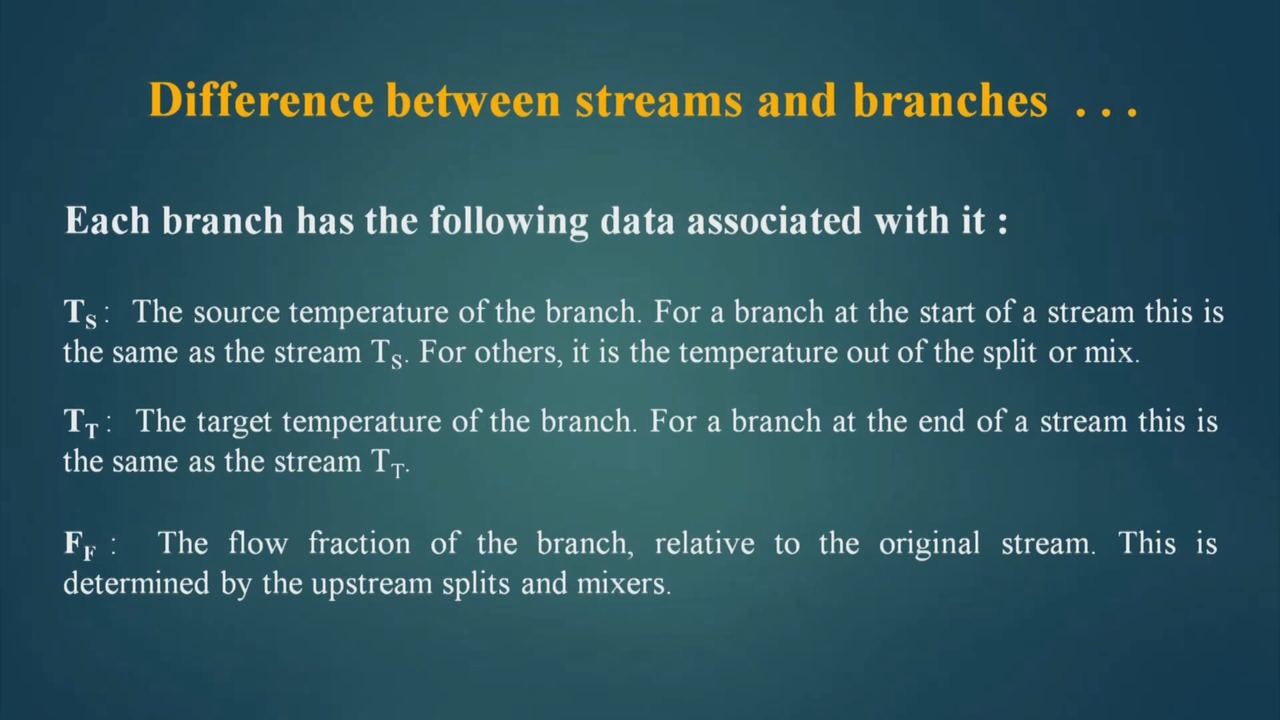 Difference between streams and branches . . .
Each branch has the following data associated with it :
TS : The source temperature of the branch. For a branch at the start of a stream this is
the same as the stream TS. For others, it is the temperature out of the split or mix.
TT : The target temperature of the branch. For a branch at the end of a stream this is
the same as the stream TT.
FF : The flow fraction of the branch, relative to the original stream. This is
determined by the upstream splits and mixers.